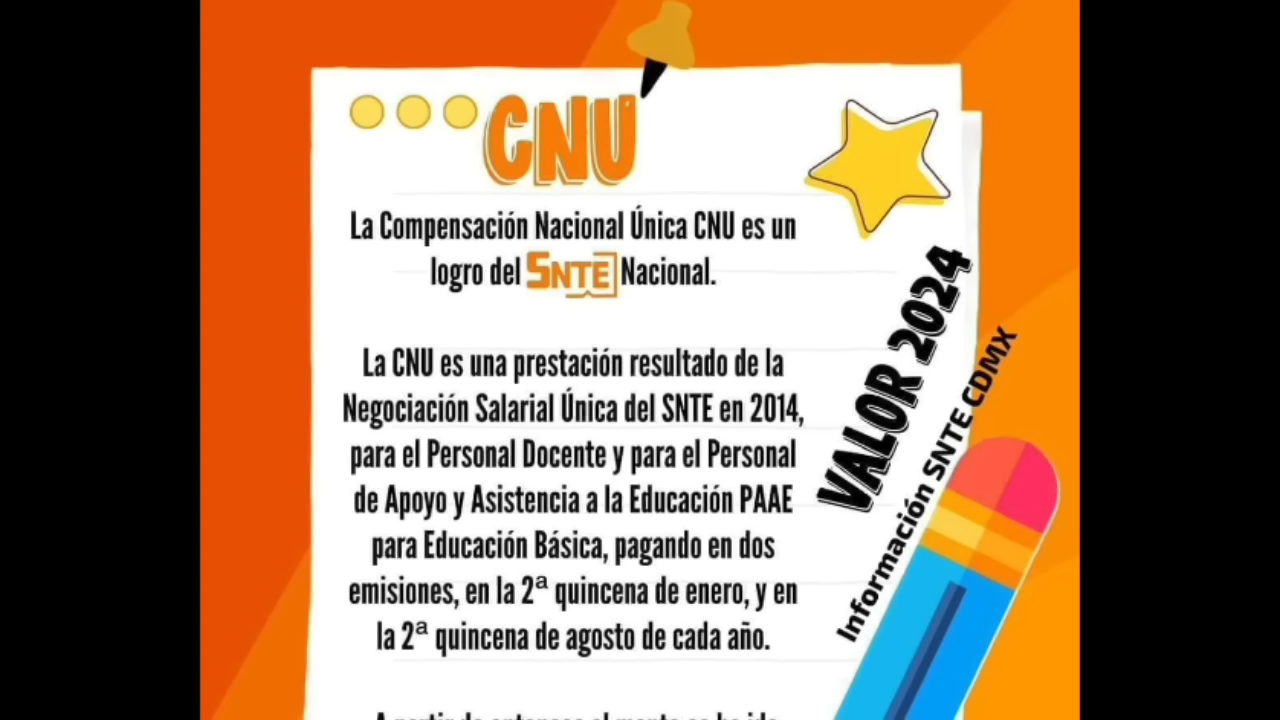 CNU
La Compensación Nacional Única CNU es un
logro del SNTE Nacional.
La CNU es una prestación resultado de la
Negociación Salarial Única del SNTE en 2014,
para el Personal Docente y para el Personal
de Apoyo y Asistencia a la Educación PAAE
para Educación Básica, pagando en dos
emisiones, en la 2ª quincena de enero, y en
la 2ª quincena de agosto de cada año.
VALOR 2024
Información SNTE CDMX